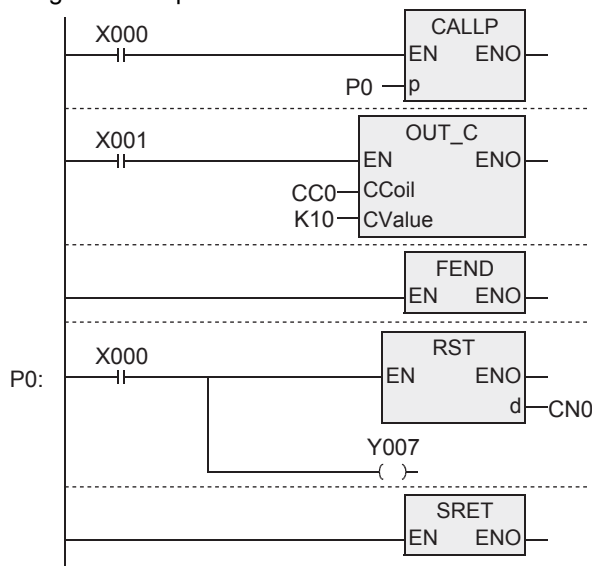 X000
CALLP
EN ENO
P0 p
X001
OUT_C
EN ENO
CC0 CCoil
K10 CValue
FEND
EN ENO
P0:
X000
RST
EN ENO
d CN0
Y007
SRET
EN ENO